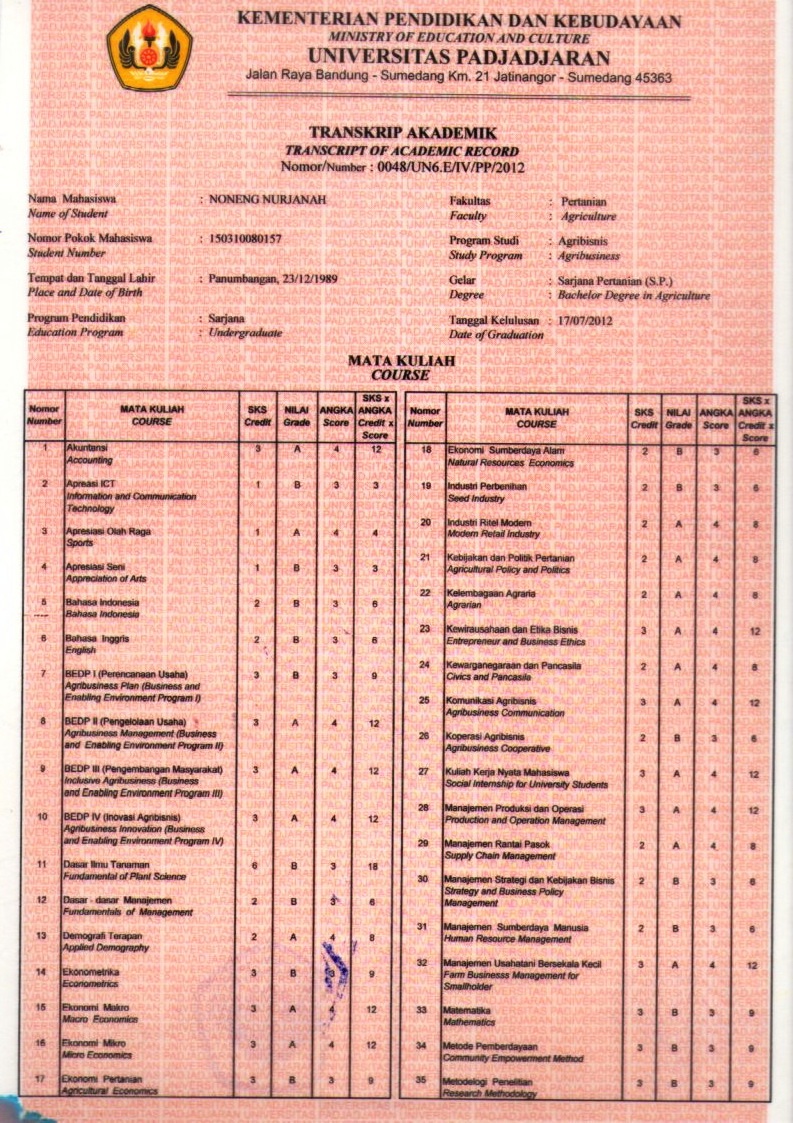 KEMENTERIAN PENDIDIKAN DAN KEBUDAYAAN
MINISTRY OF EDUCATION AND CULTURE
UNIVERSITAS PADJADJARAN
Jalan Raya Bandung - Sumedang Km. 21 Jatinangor - Sumedang 45363
TRANSKRIP AKADEMIK
TRANSCRIPT OF ACADEMIC RECORD
Nomor/Number : 0048/UN6.E/IV/PP/2012
Nama Mahasiswa : NONENG NURJANAH
Name of Student
Nomor Pokok Mahasiswa : 150310080157
Student Number
Tempat dan Tanggal Lahir : Panumbangan, 23/12/1989
Place and Date of Birth
Program Pendidikan : Sarjana
Education Program : Undergraduate
Fakultas : Pertanian
Faculty : Agriculture
Program Studi : Agribisnis
Study Program : Agribusiness
Gelar : Sarjana Pertanian (S.P.)
Degree : Bachelor Degree in Agriculture
Tanggal Kelulusan : 17/07/2012
Date of Graduation
MATA KULIAH
COURSE
Nomor Number MATA KULIAH COURSE SKS Credit NILAI Grade ANGKA Score SKS x ANGKA Credit x Score
1 Akuntansi 3 A 4 12
Accounting
2 Apreasi ICT 1 B 3 3
Information and Communication
Technology
3 Apresiasi Olah Raga 1 A 4 4
Sports
4 Apresiasi Seni 1 B 3 3
Appreciation of Arts
5 Bahasa Indonesia 2 B 3 6
Bahasa Indonesia
6 Bahasa Inggris 2 B 3 6
English
7 BEDP I (Perencanaan Usaha) 3 B 3 9
Agribusiness Plan (Business and
Enabling Environment Program I)
8 BEDP II (Pengelolaan Usaha) 3 A 4 12
Agribusiness Management (Business
and Enabling Environment Program II)
9 BEDP III (Pengembangan Masyarakat) 3 A 4 12
Inclusive Agribusiness (Business
and Enabling Environment Program III)
10 BEDP IV (Inovasi Agribisnis) 3 A 4 12
Agribusiness Innovation (Business
and Enabling Environment Program IV)
11 Dasar Ilmu Tanaman 6 B 3 18
Fundamental of Plant Science
12 Dasar - dasar Manajemen 2 B 3 6
Fundamentals of Management
13 Demografi Terapan 2 A 4 8
Applied Demography
14 Ekonometrika 3 B 3 9
Econometrics
15 Ekonomi Makro 3 A 4 12
Macro Economics
16 Ekonomi Mikro 3 A 4 12
Micro Economics
17 Ekonomi Pertanian 3 B 3 9
Agricultural Economics
Nomor Number MATA KULIAH COURSE SKS Credit NILAI Grade ANGKA Score SKS x ANGKA Credit x Score
18 Ekonomi Sumberdaya Alam 2 B 3 6
Natural Resources Economics
19 Industri Perbenihan 2 B 3 6
Seed Industry
20 Industri Ritel Modern 2 A 4 8
Modern Retail Industry
21 Kebijakan dan Politik Pertanian 2 A 4 8
Agricultural Policy and Politics
22 Kelembagaan Agraria 2 A 4 8
Agrarian
23 Kewirausahaan dan Etika Bisnis 3 A 4 12
Entrepreneur and Business Ethics
24 Kewarganegaraan dan Pancasila 2 A 4 8
Civics and Pancasila
25 Komunikasi Agribisnis 3 A 4 12
Agribusiness Communication
26 Koperasi Agribisnis 2 B 3 6
Agribusiness Cooperative
27 Kuliah Kerja Nyata Mahasiswa 3 A 4 12
Social Internship for University Students
28 Manajemen Produksi dan Operasi 3 A 4 12
Production and Operation Management
29 Manajemen Rantai Pasok 2 A 4 8
Supply Chain Management
30 Manajemen Strategi dan Kebijakan Bisnis 2 B 3 6
Strategy and Business Policy
Management
31 Manajemen Sumberdaya Manusia 2 B 3 6
Human Resource Management
32 Manajemen Usahatani Bersekala Kecil 3 A 4 12
Farm Businesss Management for
Smallholder
33 Matematika 3 B 3 9
Mathematics
34 Metode Pemberdayaan 3 B 3 9
Community Empowerment Method
35 Metodelogi Penelitian 3 B 3 9
Research Methodology